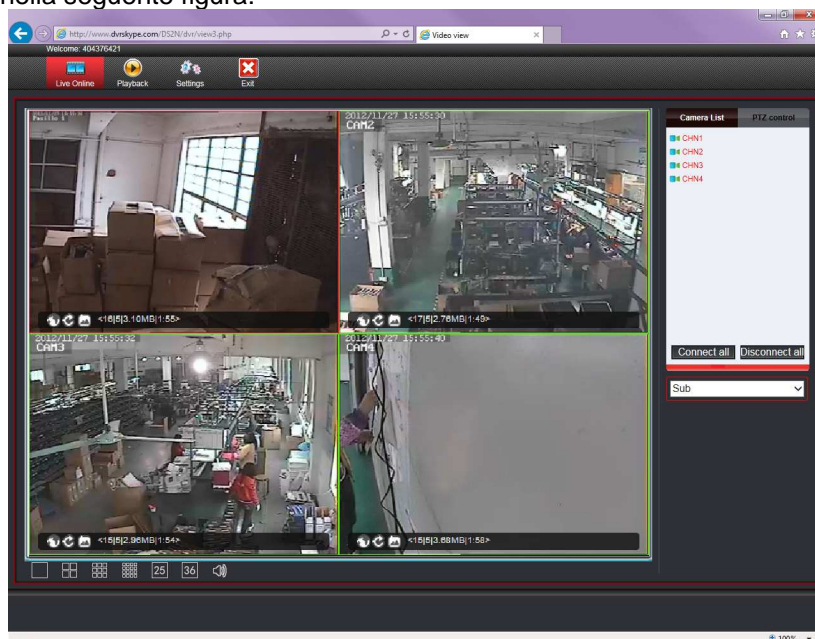 nella seguente figura.
http://www.dvrskype.com/DS2N/dvr/view3.php
Video view
Welcome: 404376421
Live Online
Playback
Settings
Exit
Camera List
PTZ control
CHN1
CHN2
CHN3
CHN4
2012/11/27 15:55:30
CAM2
<16|5|3.10MB|1:55>
<17|5|2.76MB|1:49>
2012/11/27 15:55:32
CAM3
2012/11/27 15:55:40
CAM4
<15|5|2.96MB|1:54>
<15|5|3.68MB|1:58>
Connect all
Disconnect all
Sub
25
36
100%